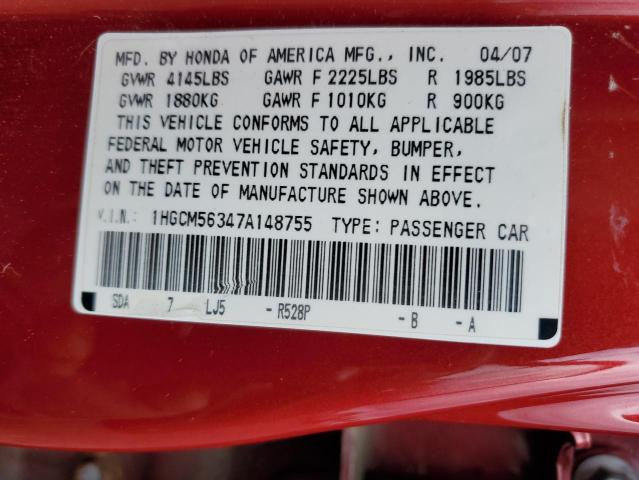 MFD. BY HONDA OF AMERICA MFG., INC. 04/07
GVWR 4145LBS GAWR F 2225LBS R 1985LBS
GVWR 1880KG GAWR F 1010KG R 900KG
THIS VEHICLE CONFORMS TO ALL APPLICABLE
FEDERAL MOTOR VEHICLE SAFETY, BUMPER,
AND THEFT PREVENTION STANDARDS IN EFFECT
ON THE DATE OF MANUFACTURE SHOWN ABOVE.
V.I.N.: 1HGCM56347A148755 TYPE: PASSENGER CAR
SDA 7 LJ5 - R528P - B - A